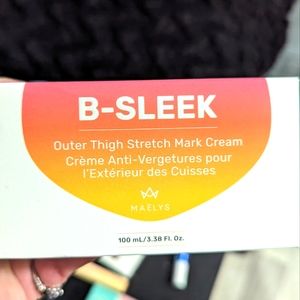 B-SLEEK
Outer Thigh Stretch Mark Cream
Crème Anti-Vergetures pour
l'Extérieur des Cuisses
MAËLYS
100 mL/3.38 Fl. Oz.